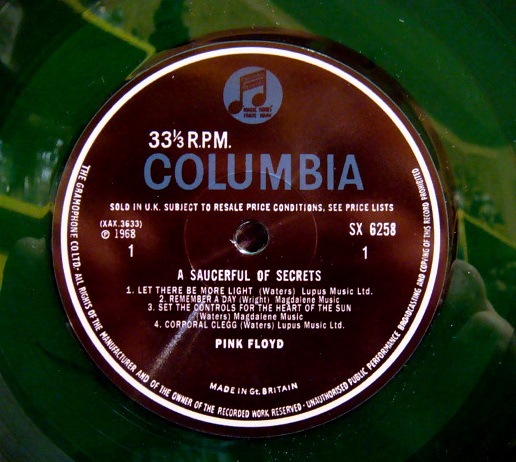 MAGIC NOTES
TRADE MARK
33⅓ R.P.M.
COLUMBIA
SOLD IN U.K. SUBJECT TO RESALE PRICE CONDITIONS, SEE PRICE LISTS
(XAX.3633) SX 6258
℗ 1968
1 1
A SAUCERFUL OF SECRETS
1. LET THERE BE MORE LIGHT (Waters) Lupus Music Ltd.
2. REMEMBER A DAY (Wright) Magdalene Music
3. SET THE CONTROLS FOR THE HEART OF THE SUN
(Waters) Magdalene Music
4. CORPORAL CLEGG (Waters) Lupus Music Ltd.
PINK FLOYD
MADE IN Gt. BRITAIN
THE GRAMOPHONE CO LTD · ALL RIGHTS OF THE MANUFACTURER AND OF THE OWNER OF THE RECORDED WORK RESERVED · UNAUTHORISED PUBLIC PERFORMANCE BROADCASTING AND COPYING OF THIS RECORD PROHIBITED